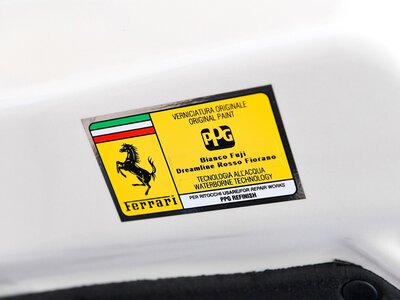 VERNICIATURA ORIGINALE
ORIGINAL PAINT
PPG
Bianco Fuji
Dreamline Rosso Fiorano
TECNOLOGIA ALL'ACQUA
WATERBORNE TECHNOLOGY
Ferrari
PER RITOCCHI USARE/FOR REPAIR WORKS
PPG REFINISH